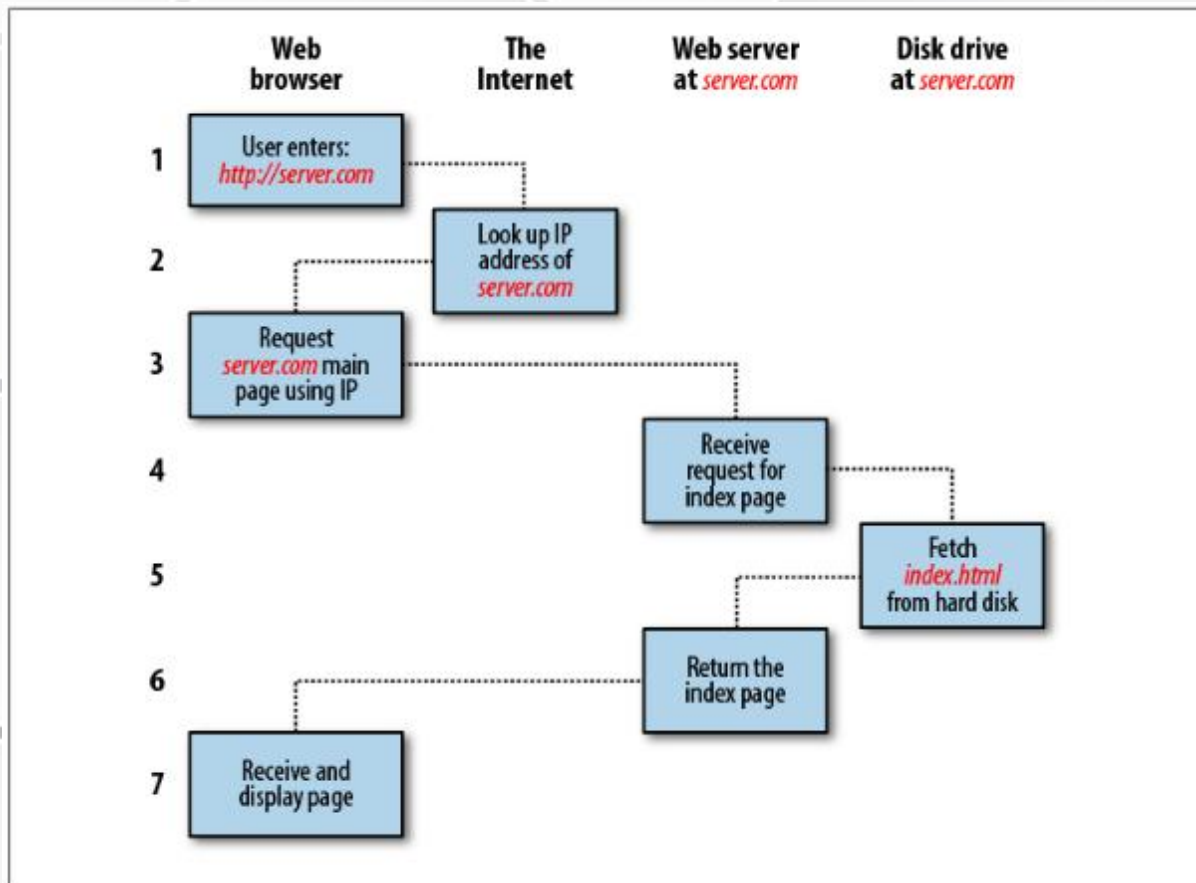 Web
browser
The
Internet
Web server
at server.com
Disk drive
at server.com
1
User enters:
http://server.com
2
Look up IP
address of
server.com
3
Request
server.com main
page using IP
4
Receive
request for
index page
5
Fetch
index.html
from hard disk
6
Return the
index page
7
Receive and
display page